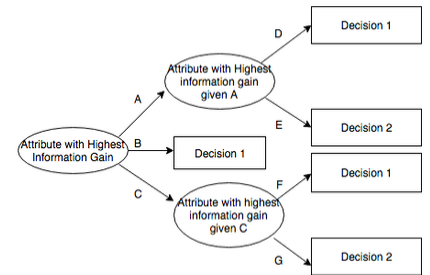 D
Decision 1
Attribute with Highest
information gain
given A
A
E
Decision 2
Attribute with Highest
Information Gain
B
Decision 1
C
F
Decision 1
Attribute with highest
information gain
given C
G
Decision 2